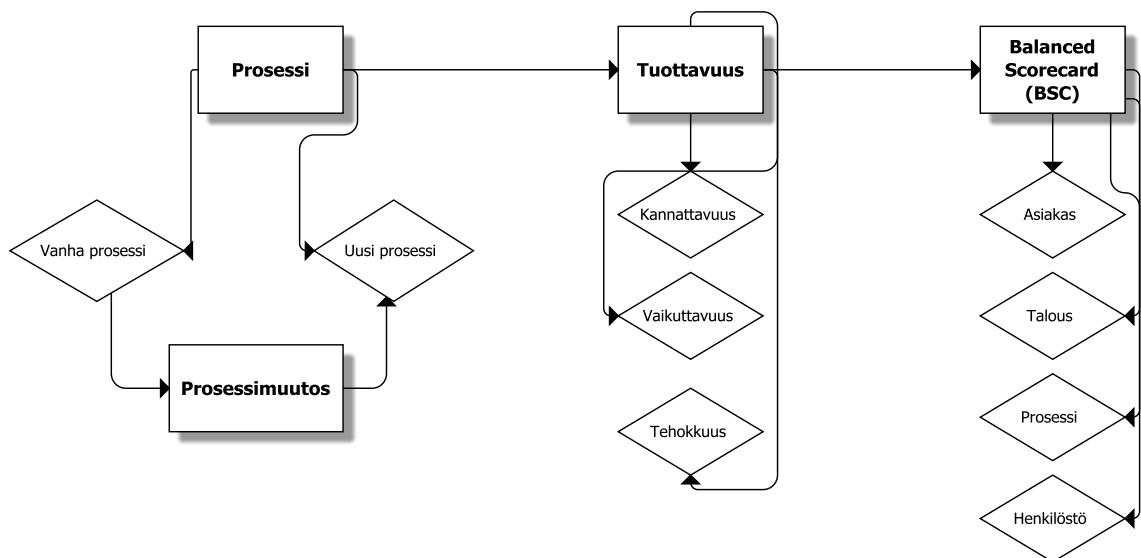 Prosessi
Tuottavuus
Balanced
Scorecard
(BSC)
Vanha prosessi
Uusi prosessi
Kannattavuus
Asiakas
Vaikuttavuus
Talous
Prosessimuutos
Tehokkuus
Prosessi
Henkilöstö